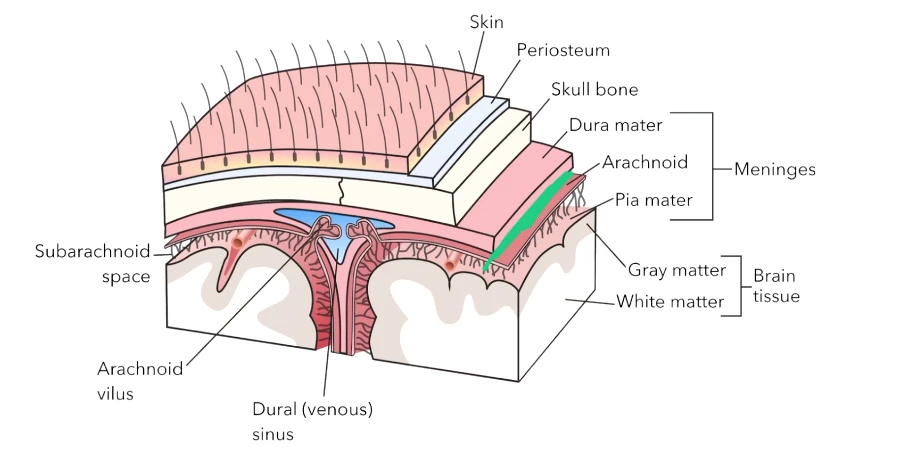 Skin
Periosteum
Skull bone
Dura mater
Arachnoid
Meninges
Pia mater
Subarachnoid
space
Gray matter
White matter
Brain
tissue
Arachnoid
vilus
Dural (venous)
sinus